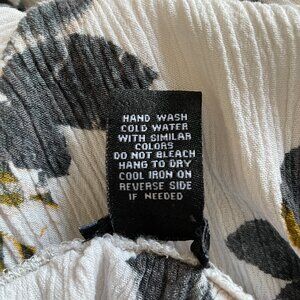 HAND WASH
COLD WATER
WITH SIMILAR
COLORS
DO NOT BLEACH
HANG TO DRY
COOL IRON ON
REVERSE SIDE
IF NEEDED